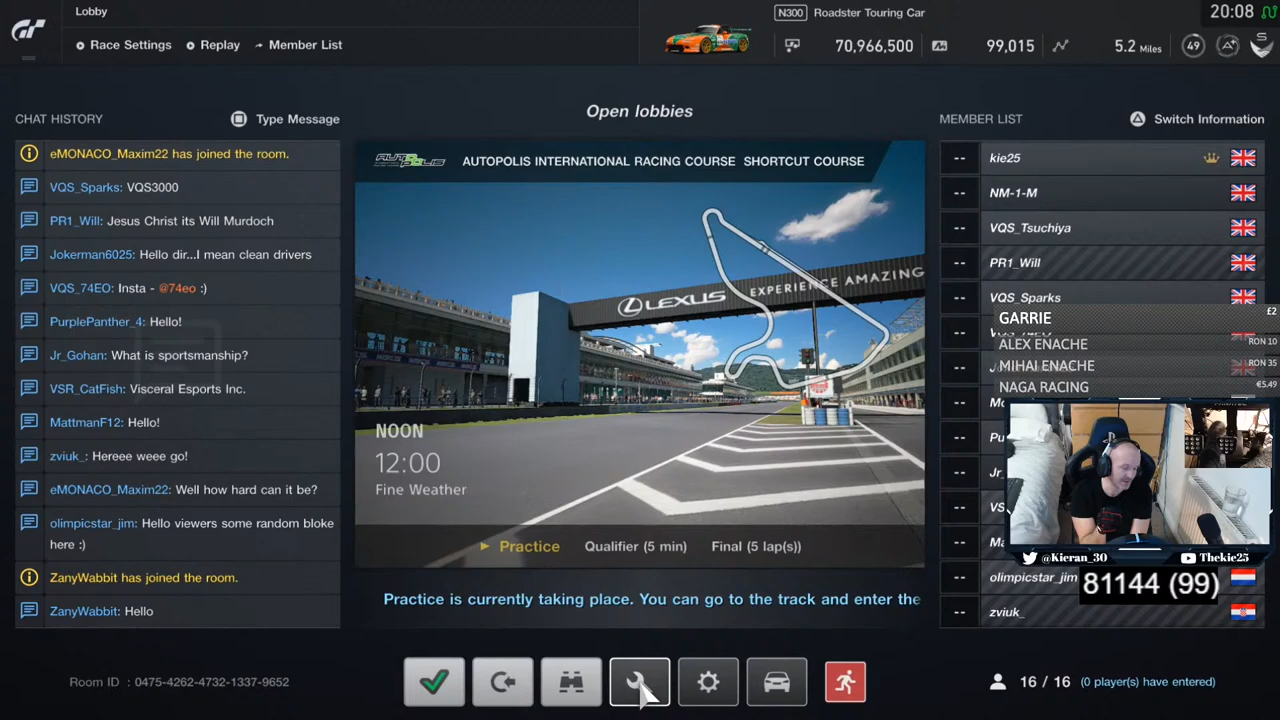 Lobby
Race Settings
Replay
Member List
N300
Roadster Touring Car
70,966,500
99,015
5.2 Miles
49
20:08
S
CHAT HISTORY
Type Message
eMONACO_Maxim22 has joined the room.
VQS_Sparks: VQS3000
PR1_Will: Jesus Christ its Will Murdoch
Jokerman6025: Hello dir...I mean clean drivers
VQS_74EO: Insta - @74eo :)
PurplePanther_4: Hello!
Jr_Gohan: What is sportsmanship?
VSR_CatFish: Visceral Esports Inc.
MattmanF12: Hello!
zviuk_: Hereee weee go!
eMONACO_Maxim22: Well how hard can it be?
olimpicstar_jim: Hello viewers some random bloke
here :)
ZanyWabbit has joined the room.
ZanyWabbit: Hello
Open lobbies
AUTOPOLIS
AUTOPOLIS INTERNATIONAL RACING COURSE SHORTCUT COURSE
LEXUS EXPERIENCE AMAZING
NOON
12:00
Fine Weather
Practice
Qualifier (5 min)
Final (5 lap(s))
Practice is currently taking place. You can go to the track and enter the
MEMBER LIST
Switch Information
-- kie25
-- NM-1-M
-- VQS_Tsuchiya
-- PR1_Will
-- VQS_Sparks
GARRIE £2
ALEX ENACHE RON 10
MIHAI ENACHE RON 35
NAGA RACING €5.49
@Kieran_30
Thekie25
-- olimpicstar_jim
81144 (99)
-- zviuk_
Room ID : 0475-4262-4732-1337-9652
16 / 16
(0 player(s) have entered)